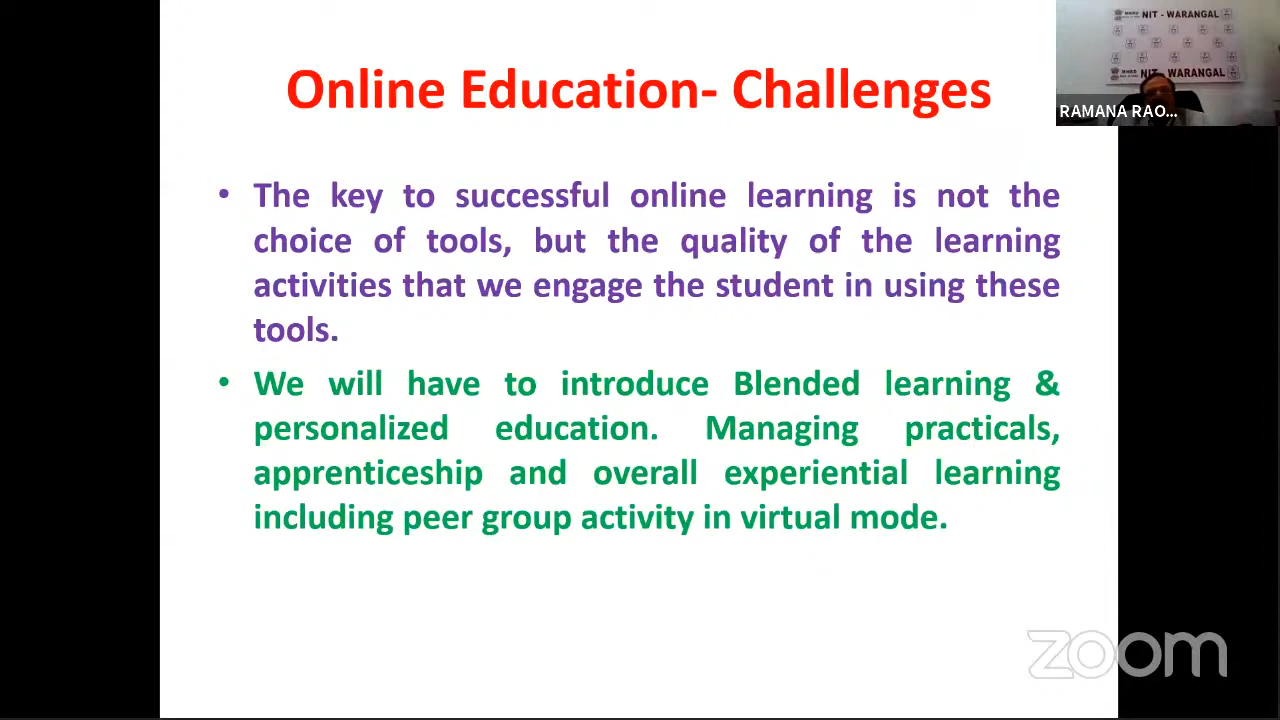 Online Education- Challenges
NIT - WARANGAL
MHRD NIT - WARANGAL
RAMANA RAO...
• The key to successful online learning is not the
choice of tools, but the quality of the learning
activities that we engage the student in using these
tools.
• We will have to introduce Blended learning &
personalized education. Managing practicals,
apprenticeship and overall experiential learning
including peer group activity in virtual mode.
zoom